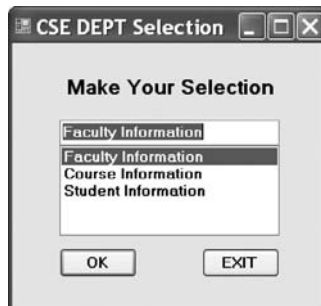 CSE DEPT Selection
Make Your Selection
Faculty Information
Faculty Information
Course Information
Student Information
OK EXIT